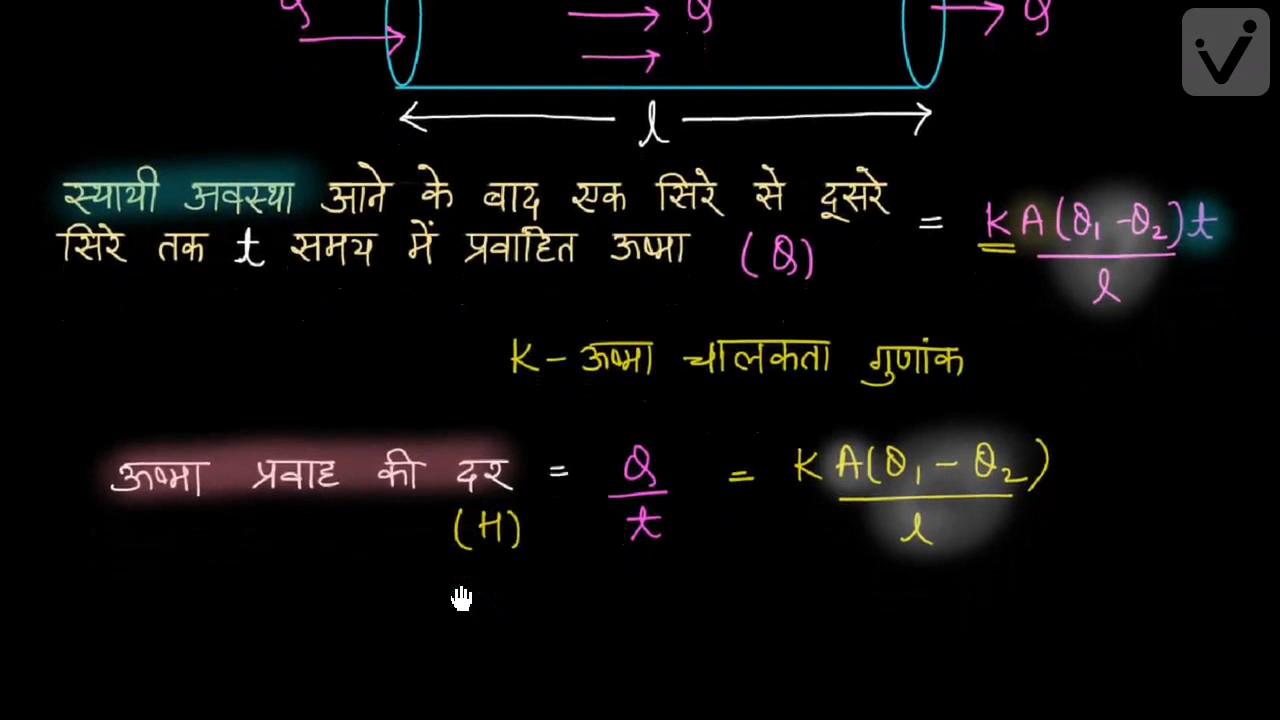 Q Q Q
l
स्थायी अवस्था आने के बाद एक सिरे से दूसरे
सिरे तक t समय में प्रवाहित ऊष्मा (Q) = KA(θ₁-θ₂)t / l
K - ऊष्मा चालकता गुणांक
ऊष्मा प्रवाह की दर = Q/t = KA(θ₁ - θ₂) / l
(H)